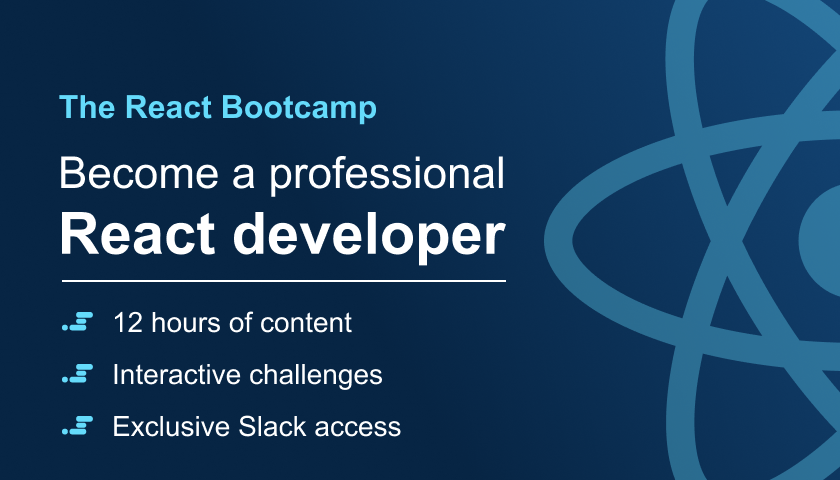 The React Bootcamp
Become a professional
React developer
12 hours of content
Interactive challenges
Exclusive Slack access